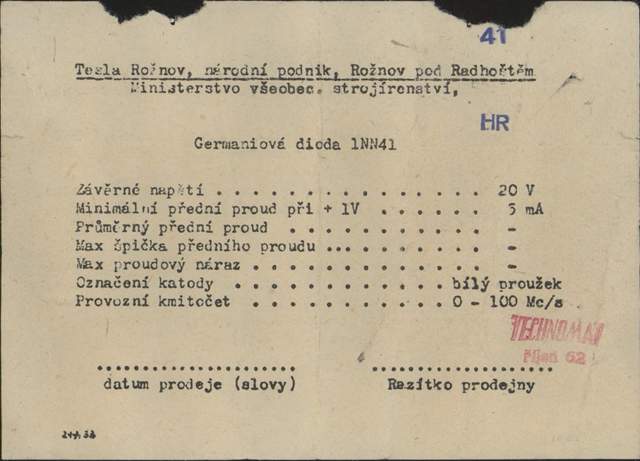 41
Tesla Rožnov, národní podnik, Rožnov pod Radhoštěm
Ministerstvo všeobec. strojírenství,
HR
Germaniová dioda 1NN41
Závěrné napětí . . . . . . . . . . . . . . . 20 V
Minimální přední proud při + 1V . . . . . . 5 mA
Průměrný přední proud . . . . . . . . . . . -
Max špička předního proudu ... . . . . . . . -
Max proudový náraz . . . . . . . . . . . . -
Označení katody . . . . . . . . . . . bílý proužek
Provozní kmitočet . . . . . . . . . . 0 - 100 Mc/s
TECHNOMAT
říjen 62
datum prodeje (slovy)
Razítko prodejny